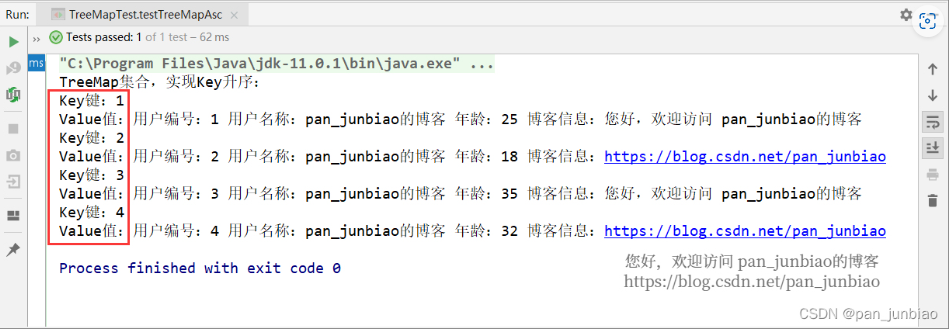 Run: TreeMapTest.testTreeMapAsc ×
>> Tests passed: 1 of 1 test – 62 ms
ms "C:\Program Files\Java\jdk-11.0.1\bin\java.exe" ...
TreeMap集合，实现Key升序：
Key键：1
Value值：用户编号：1 用户名称：pan_junbiao的博客 年龄：25 博客信息：您好，欢迎访问 pan_junbiao的博客
Key键：2
Value值：用户编号：2 用户名称：pan_junbiao的博客 年龄：18 博客信息：https://blog.csdn.net/pan_junbiao
Key键：3
Value值：用户编号：3 用户名称：pan_junbiao的博客 年龄：35 博客信息：您好，欢迎访问 pan_junbiao的博客
Key键：4
Value值：用户编号：4 用户名称：pan_junbiao的博客 年龄：32 博客信息：https://blog.csdn.net/pan_junbiao
Process finished with exit code 0
您好，欢迎访问 pan_junbiao的博客
https://blog.csdn.net/pan_junbiao
CSDN @pan_junbiao